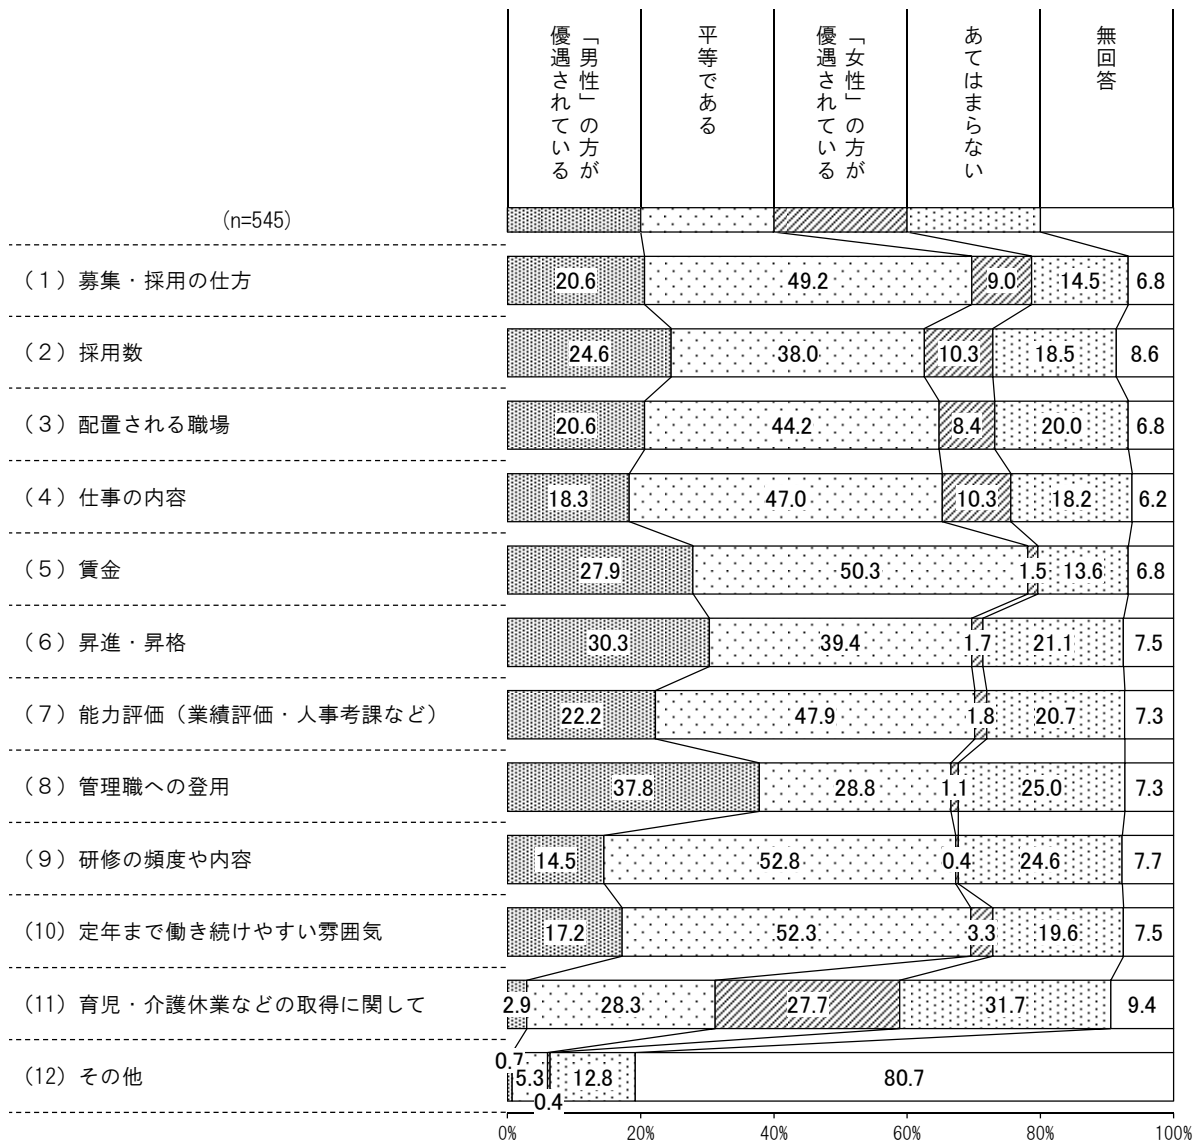 「男性」の方が
優遇されている
平等である
「女性」の方が
優遇されている
あてはまらない
無回答
(n=545)
（１）募集・採用の仕方 20.6 49.2 9.0 14.5 6.8
（２）採用数 24.6 38.0 10.3 18.5 8.6
（３）配置される職場 20.6 44.2 8.4 20.0 6.8
（４）仕事の内容 18.3 47.0 10.3 18.2 6.2
（５）賃金 27.9 50.3 1.5 13.6 6.8
（６）昇進・昇格 30.3 39.4 1.7 21.1 7.5
（７）能力評価（業績評価・人事考課など） 22.2 47.9 1.8 20.7 7.3
（８）管理職への登用 37.8 28.8 1.1 25.0 7.3
（９）研修の頻度や内容 14.5 52.8 0.4 24.6 7.7
（10）定年まで働き続けやすい雰囲気 17.2 52.3 3.3 19.6 7.5
（11）育児・介護休業などの取得に関して 2.9 28.3 27.7 31.7 9.4
（12）その他 0.7 5.3 0.4 12.8 80.7
0% 20% 40% 60% 80% 100%